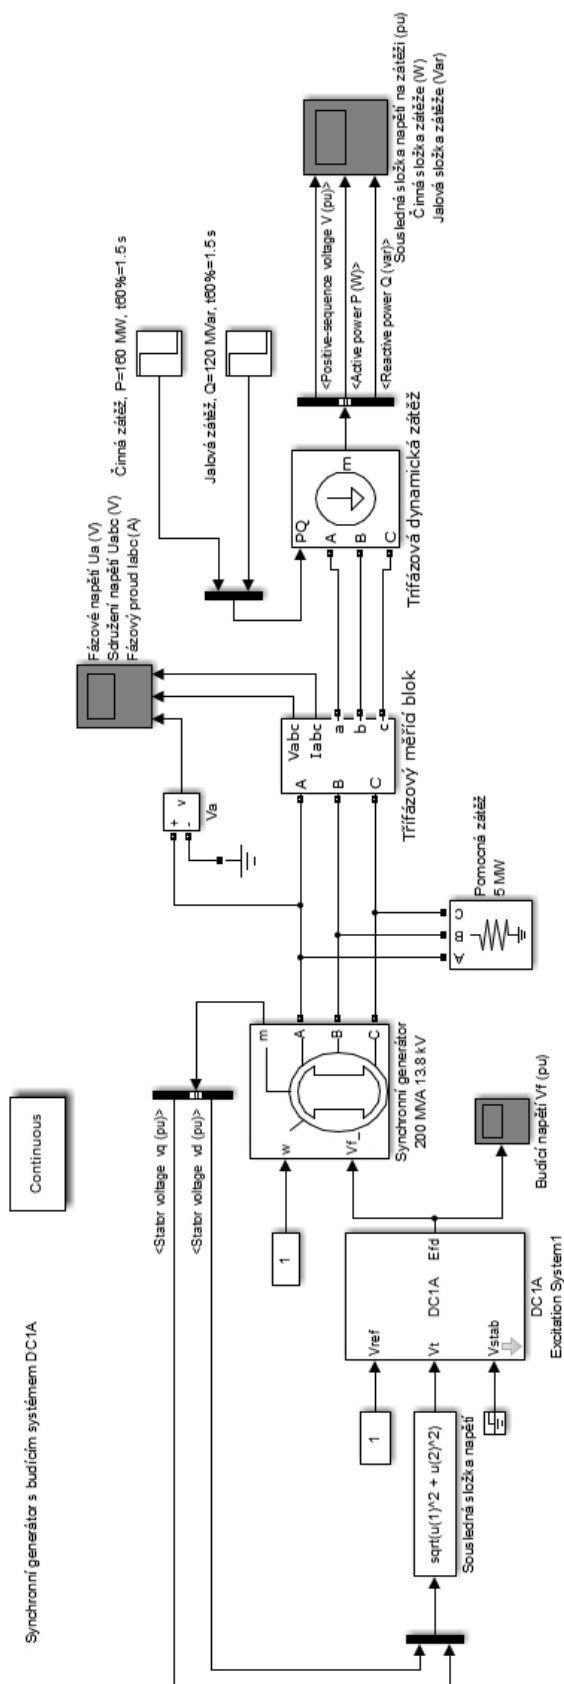 Synchronní generátor s budícím systémem DC1A
Continuous
<Stator voltage vq (pu)>
<Stator voltage vd (pu)>
1
Vref
Vt
Vstab
DC1A
Efd
DC1A
Excitation System1
sqrt(u(1)^2 + u(2)^2)
Sousledná složka napětí
1
w
Vf_
m
A
B
C
Synchronní generátor
200 MVA 13.8 kV
Budící napětí Vf (pu)
A
B
C
Pomocná zátěž
5 MW
+
-
v
Va
Fázové napětí Ua (V)
Sdružení napětí Uabc (V)
Fázový proud Iabc (A)
A
B
C
Vabc
Iabc
a
b
c
Třífázový měřící blok
Činná zátěž, P=160 MW, t60%=1.5 s
Jalová zátěž, Q=120 MVar, t60%=1.5 s
PQ
A
B
C
m
Třífázová dynamická zátěž
<Positive-sequence voltage V (pu)>
<Active power P (W)>
<Reactive power Q (var)>
Sousledná složka napětí na zátěži (pu)
Činná složka zátěže (W)
Jalová složka zátěže (Var)